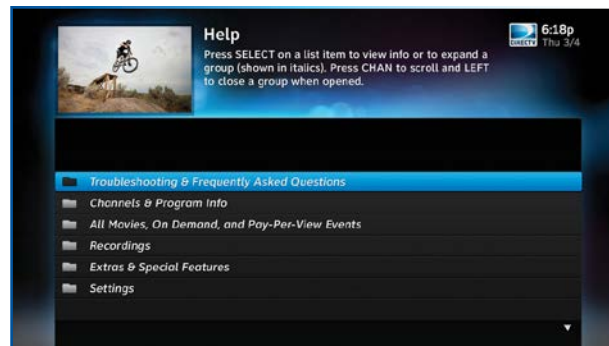 Help
Press SELECT on a list item to view info or to expand a
group (shown in italics). Press CHAN to scroll and LEFT
to close a group when opened.
DIRECTV
6:18p
Thu 3/4
Troubleshooting & Frequently Asked Questions
Channels & Program Info
All Movies, On Demand, and Pay-Per-View Events
Recordings
Extras & Special Features
Settings